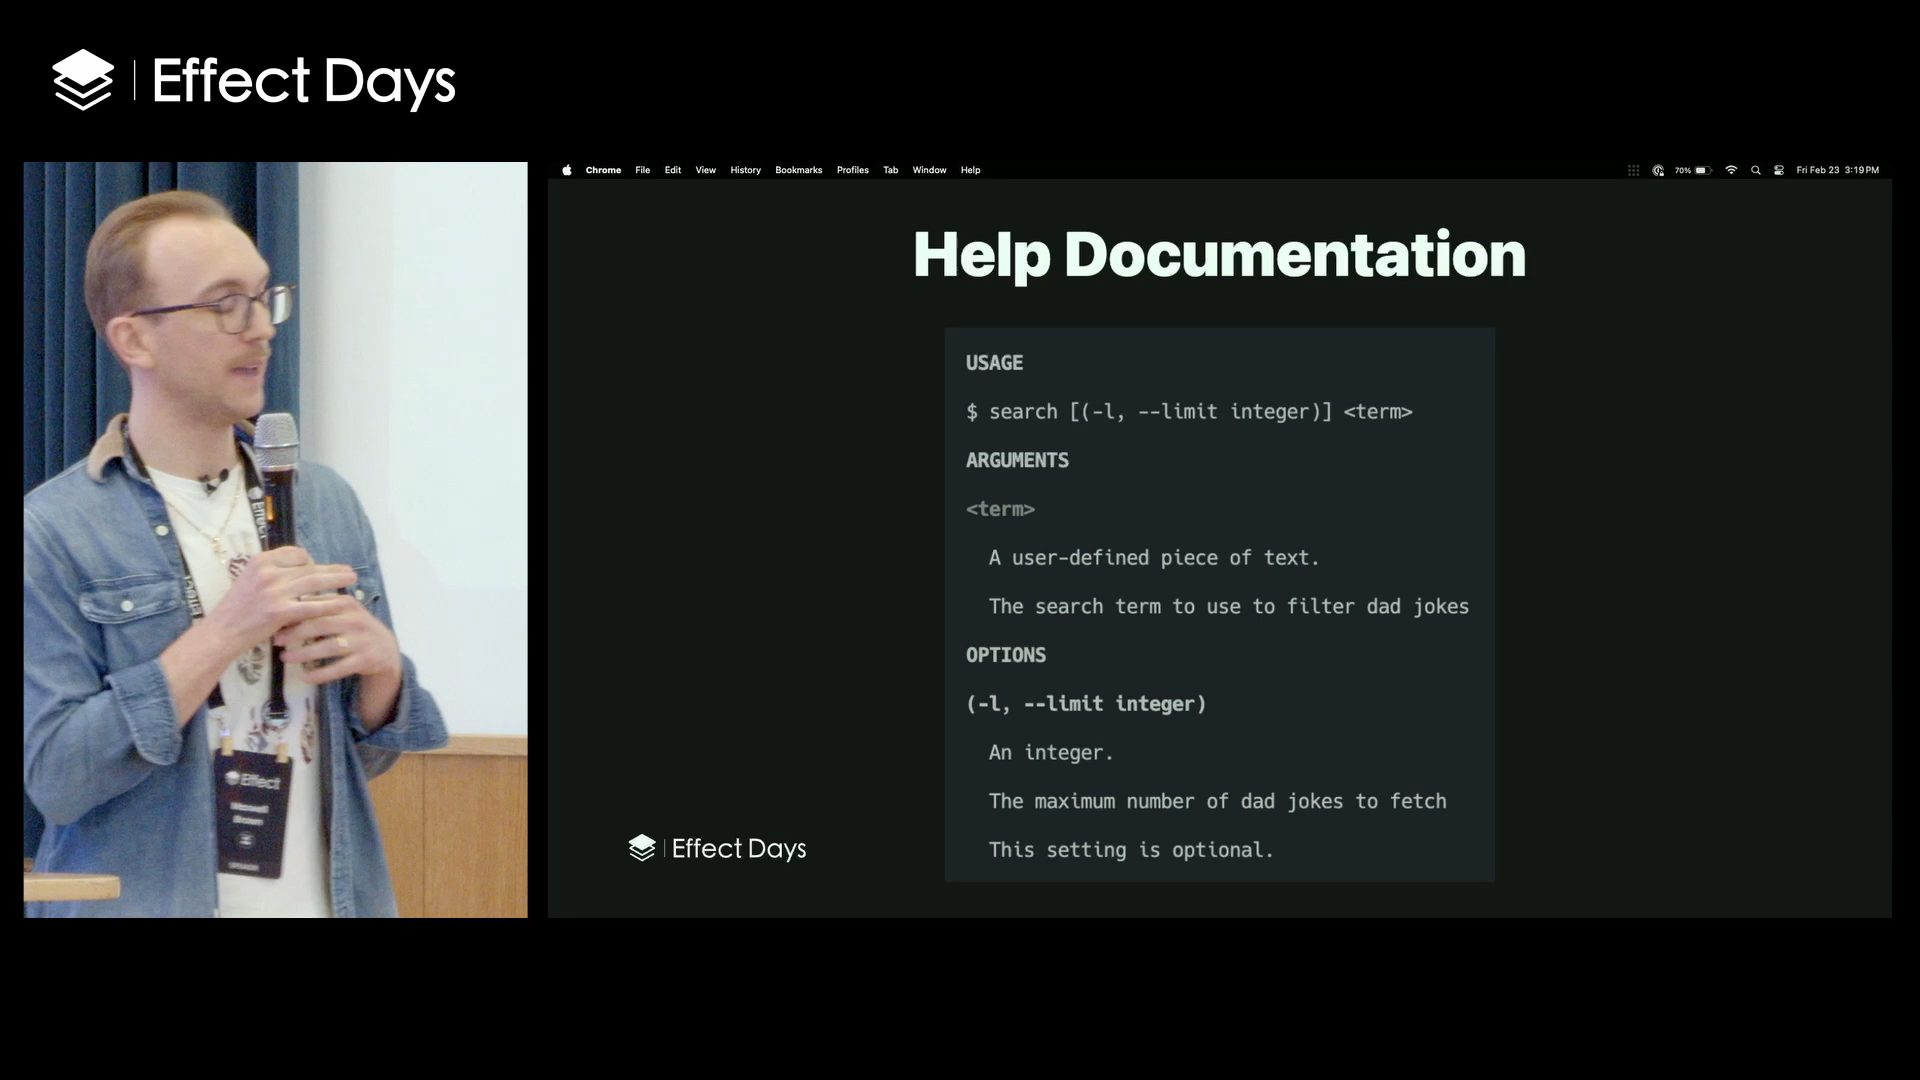 Effect Days
Chrome File Edit View History Bookmarks Profiles Tab Window Help
70% Fri Feb 23 3:19 PM
Help Documentation
USAGE
$ search [(-l, --limit integer)] <term>
ARGUMENTS
<term>
A user-defined piece of text.
The search term to use to filter dad jokes
OPTIONS
(-l, --limit integer)
An integer.
The maximum number of dad jokes to fetch
This setting is optional.
Effect Days
Effect
Effect